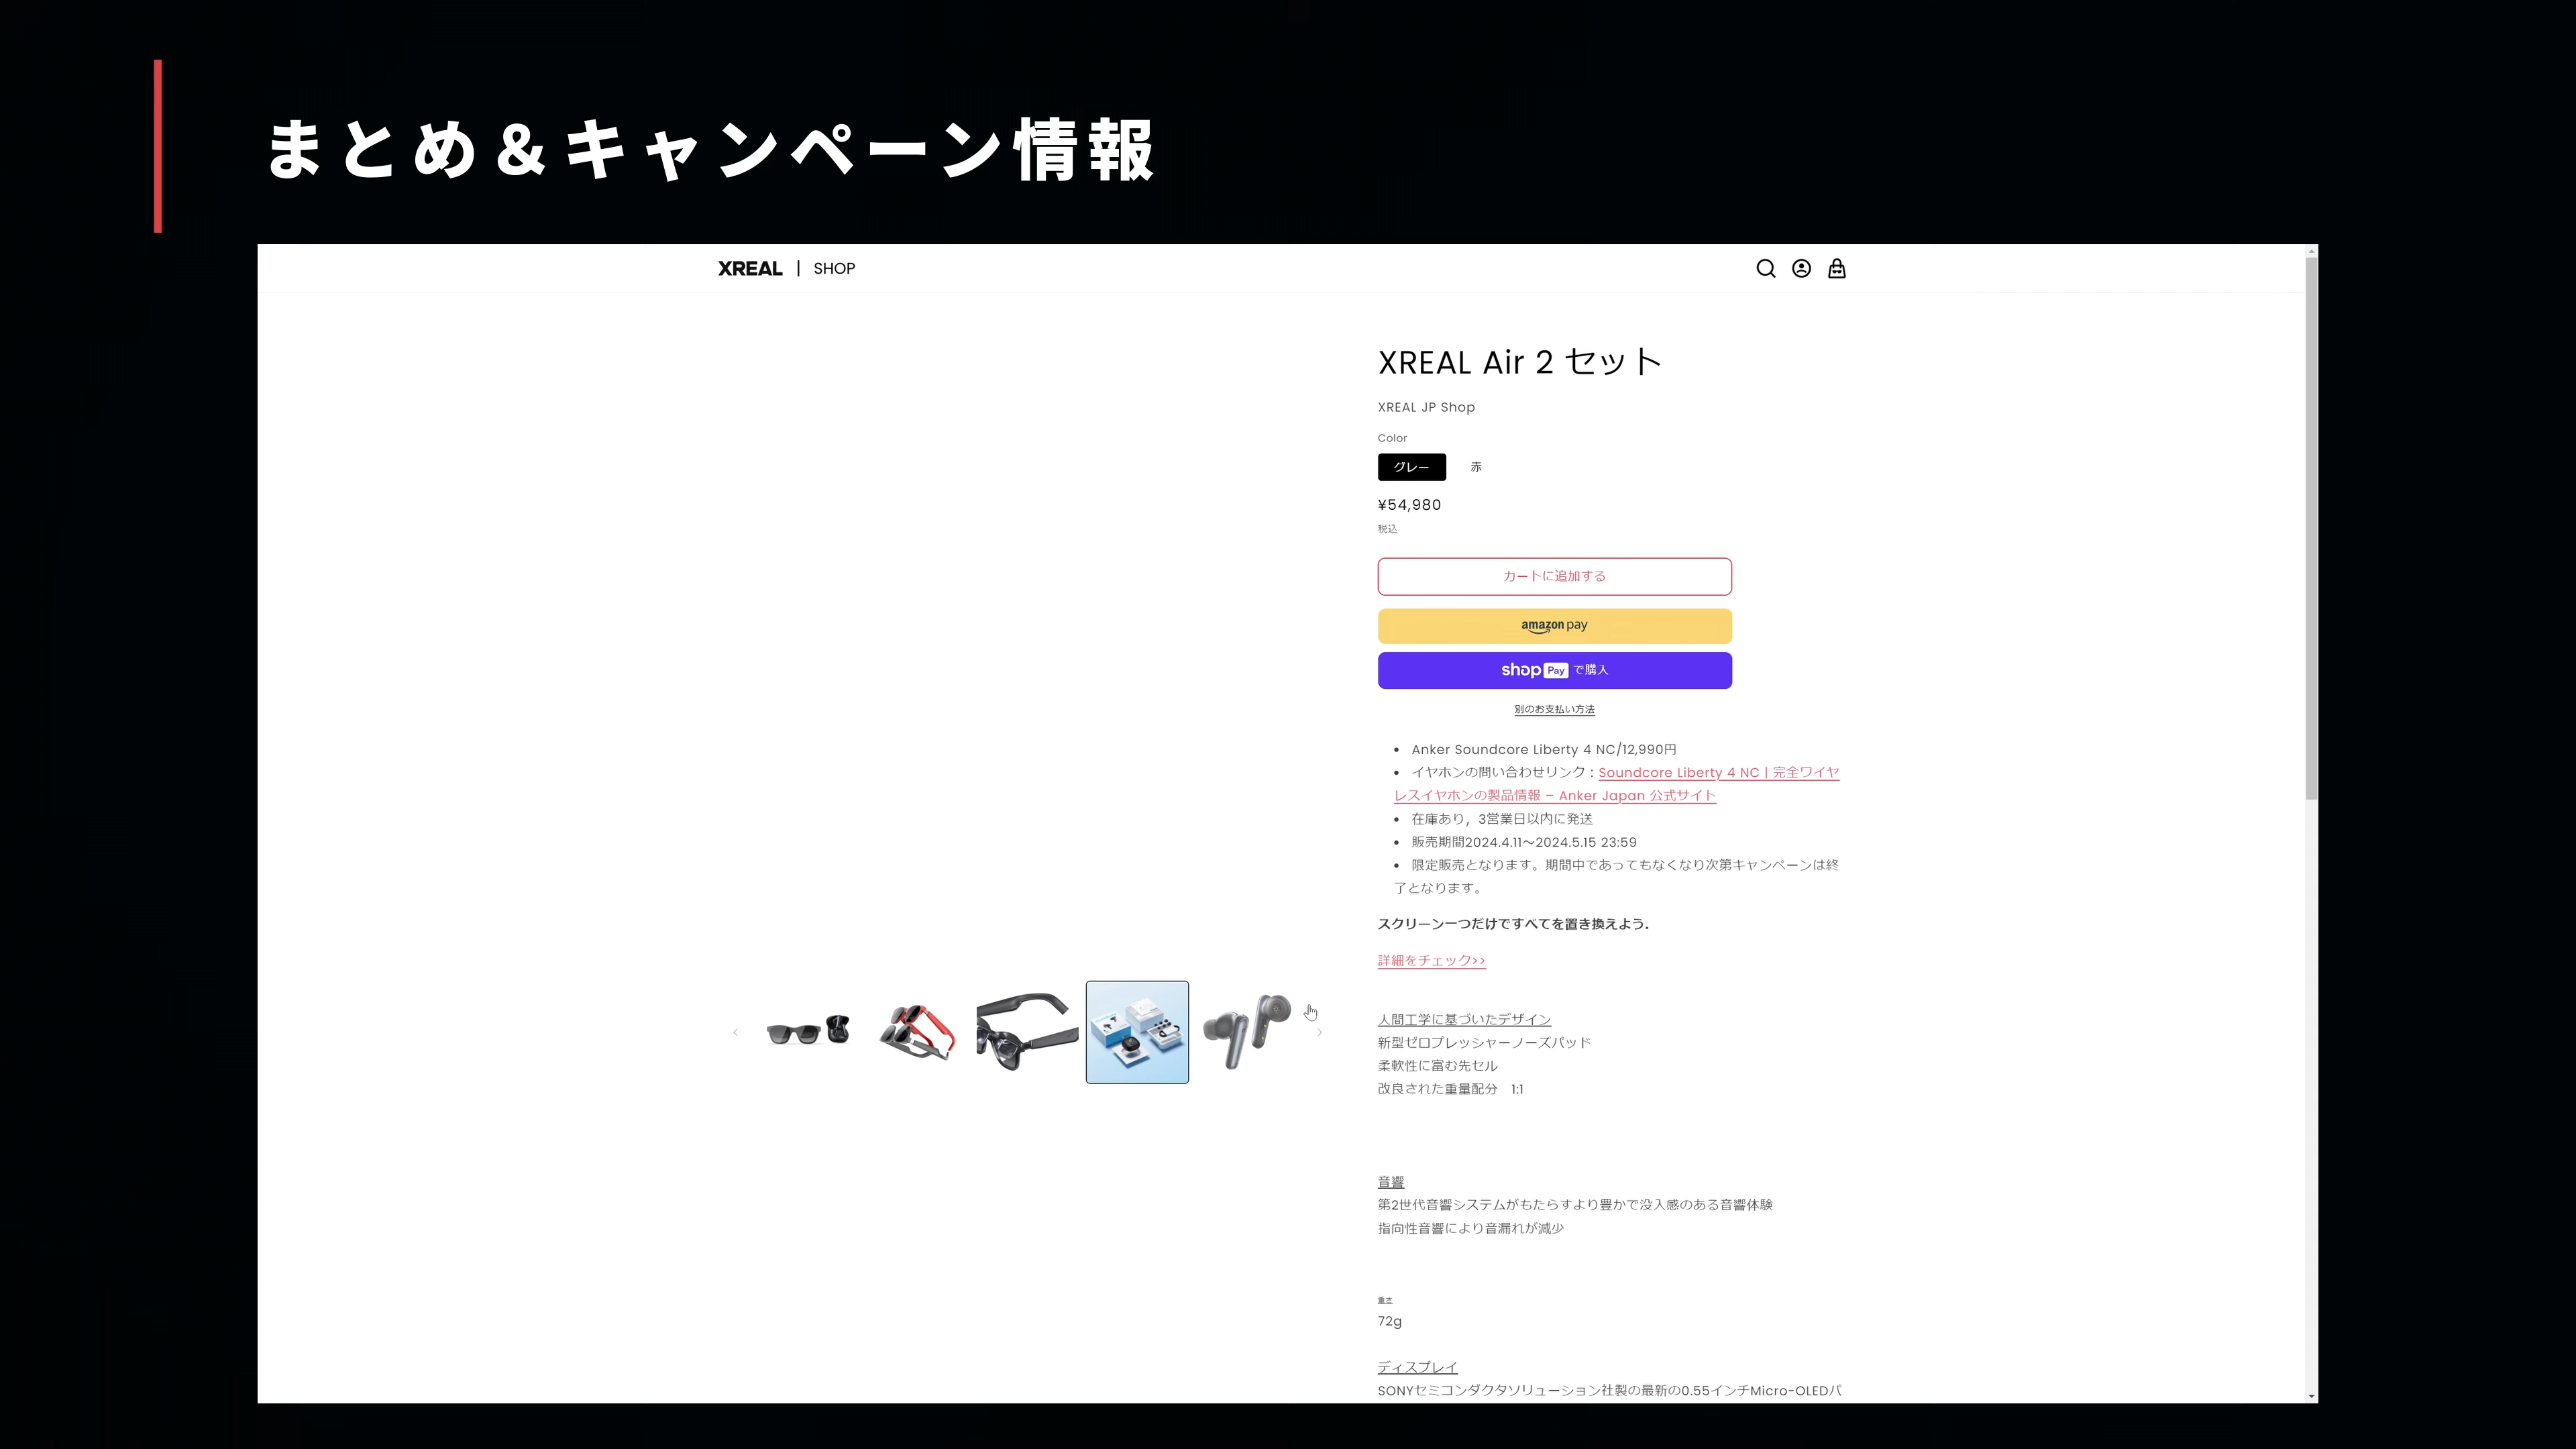 まとめ＆キャンペーン情報
XREAL | SHOP
XREAL Air 2 セット
XREAL JP Shop
Color
グレー 赤
¥54,980
税込
カートに追加する
amazon pay
shop Pay で購入
別のお支払い方法
• Anker Soundcore Liberty 4 NC/12,990円
• イヤホンの問い合わせリンク：Soundcore Liberty 4 NC | 完全ワイヤ
レスイヤホンの製品情報 – Anker Japan 公式サイト
• 在庫あり，3営業日以内に発送
• 販売期間2024.4.11～2024.5.15 23:59
• 限定販売となります。期間中であってもなくなり次第キャンペーンは終
了となります。
スクリーン一つだけですべてを置き換えよう.
詳細をチェック>>
人間工学に基づいたデザイン
新型ゼロプレッシャーノーズパッド
柔軟性に富む先セル
改良された重量配分　1:1
音響
第2世代音響システムがもたらすより豊かで没入感のある音響体験
指向性音響により音漏れが減少
重さ
72g
ディスプレイ
SONYセミコンダクタソリューション社製の最新の0.55インチMicro-OLEDパ